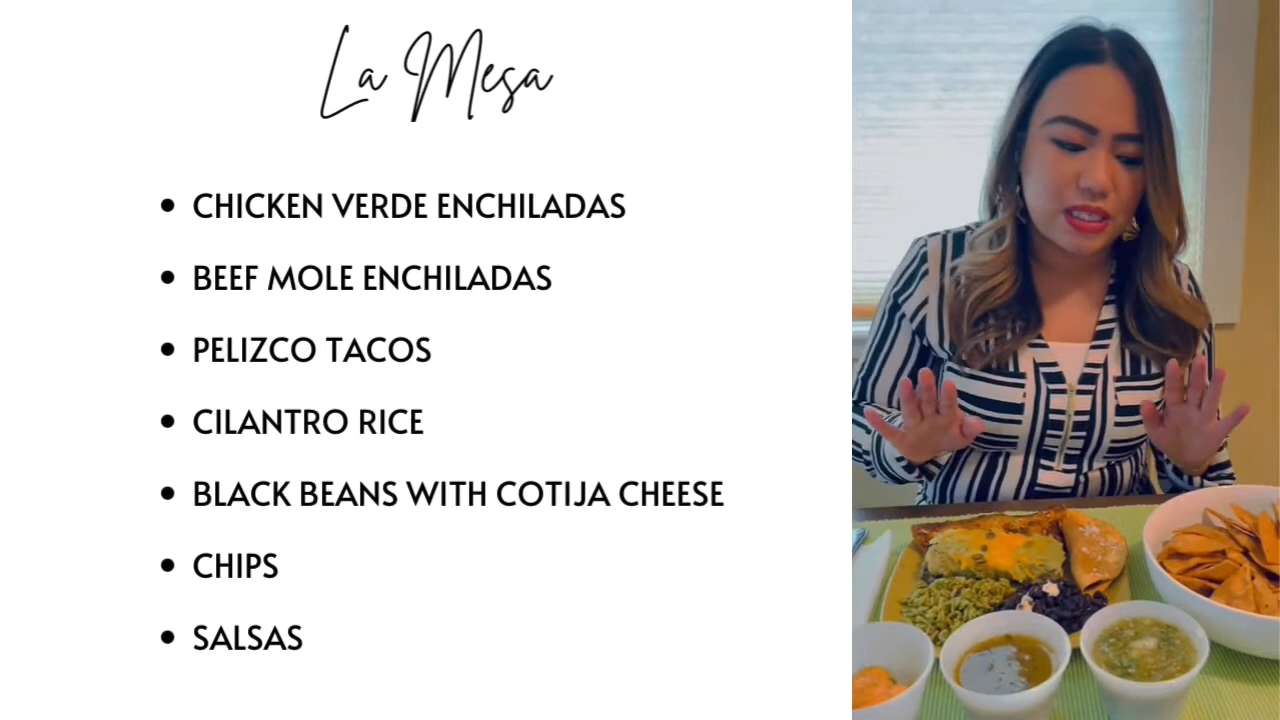 La Mesa
CHICKEN VERDE ENCHILADAS
BEEF MOLE ENCHILADAS
PELIZCO TACOS
CILANTRO RICE
BLACK BEANS WITH COTIJA CHEESE
CHIPS
SALSAS